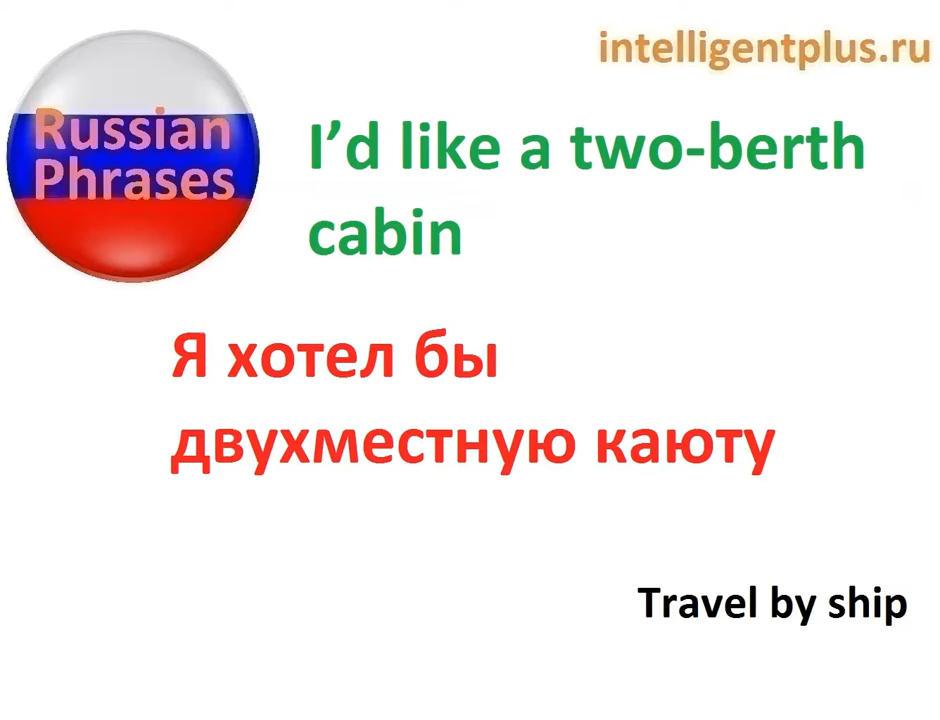 intelligentplus.ru
Russian
Phrases
I’d like a two-berth
cabin
Я хотел бы
двухместную каюту
Travel by ship